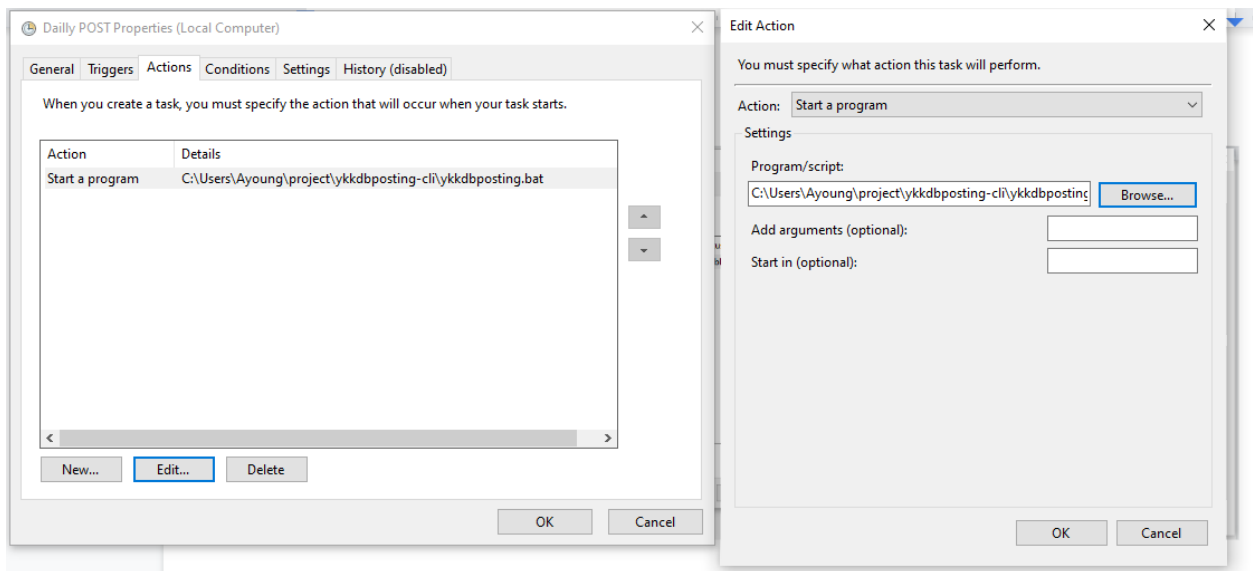 Dailly POST Properties (Local Computer)
General Triggers Actions Conditions Settings History (disabled)
When you create a task, you must specify the action that will occur when your task starts.
Action Details
Start a program C:\Users\Ayoung\project\ykkdbposting-cli\ykkdbposting.bat
New... Edit... Delete
OK Cancel
Edit Action
You must specify what action this task will perform.
Action: Start a program
Settings
Program/script:
C:\Users\Ayoung\project\ykkdbposting-cli\ykkdbposting
Browse...
Add arguments (optional):
Start in (optional):
OK Cancel